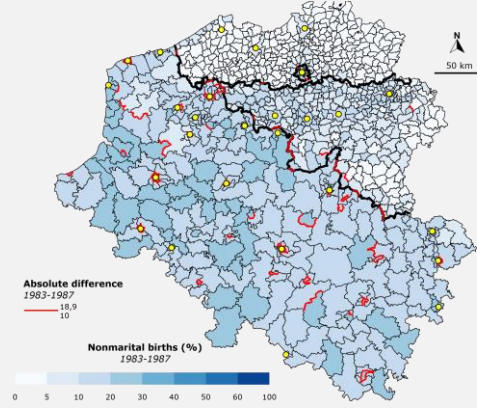 N
50 km
Absolute difference
1983-1987
18,9
10
Nonmarital births (%)
1983-1987
0 5 10 20 30 40 50 60 100